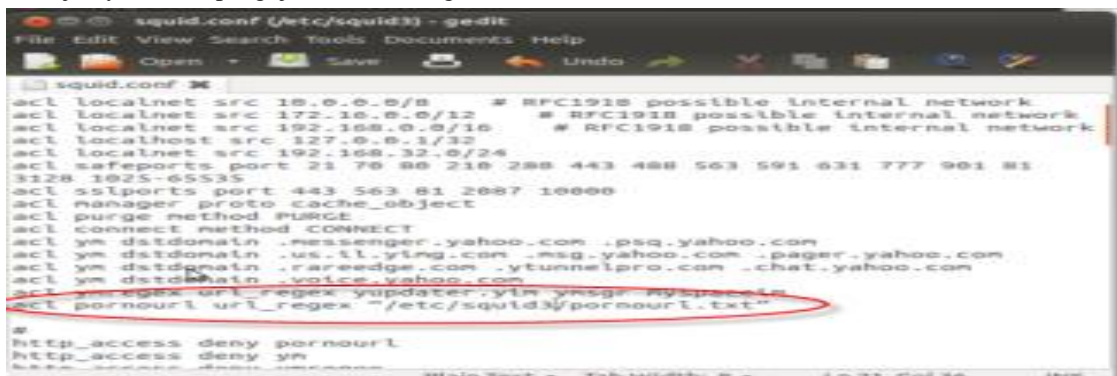 squid.conf (/etc/squid3) - gedit
File Edit View Search Tools Documents Help
Open Save Undo
squid.conf
acl localnet src 10.0.0.0/8 # RFC1918 possible internal network
acl localnet src 172.16.0.0/12 # RFC1918 possible internal network
acl localnet src 192.168.0.0/16 # RFC1918 possible internal network
acl localhost src 127.0.0.1/32
acl localnet src 192.168.32.0/24
acl safeports port 21 70 80 210 280 443 488 563 591 631 777 901 81
3128 1025-65535
acl sslports port 443 563 81 2087 10000
acl manager proto cache_object
acl purge method PURGE
acl connect method CONNECT
acl ym dstdomain .messenger.yahoo.com .psq.yahoo.com
acl ym dstdomain .us.il.yimg.com .msg.yahoo.com .pager.yahoo.com
acl ym dstdomain .rareedge.com .ytunnelpro.com .chat.yahoo.com
acl ym dstdomain .voice.yahoo.com
url_regex yupdater.yim ymsgr
acl pornourl url_regex "/etc/squid3/pornourl.txt"
#
http_access deny pornourl
http_access deny ym